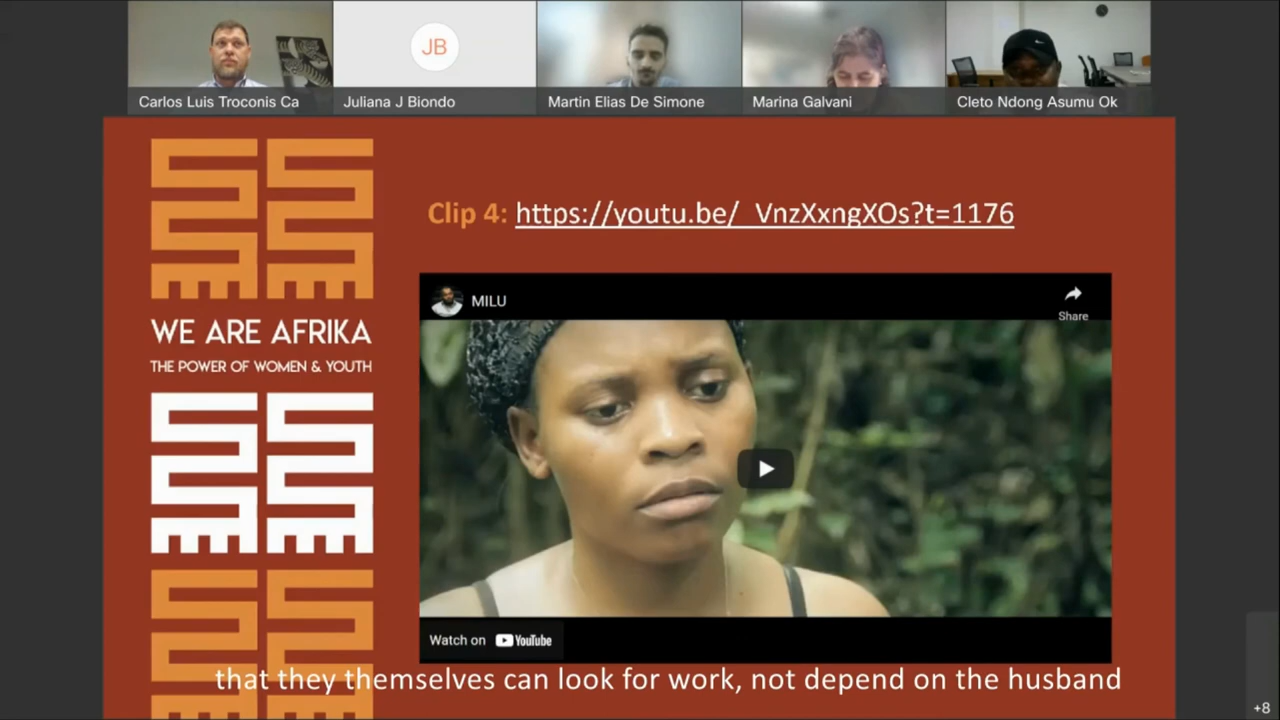 Carlos Luis Troconis Ca
JB
Juliana J Biondo
Martin Elias De Simone
Marina Galvani
Cleto Ndong Asumu Ok
WE ARE AFRIKA
THE POWER OF WOMEN & YOUTH
Clip 4: https://youtu.be/_VnzXxngXOs?t=1176
MILU
Share
Watch on YouTube
that they themselves can look for work, not depend on the husband
+8